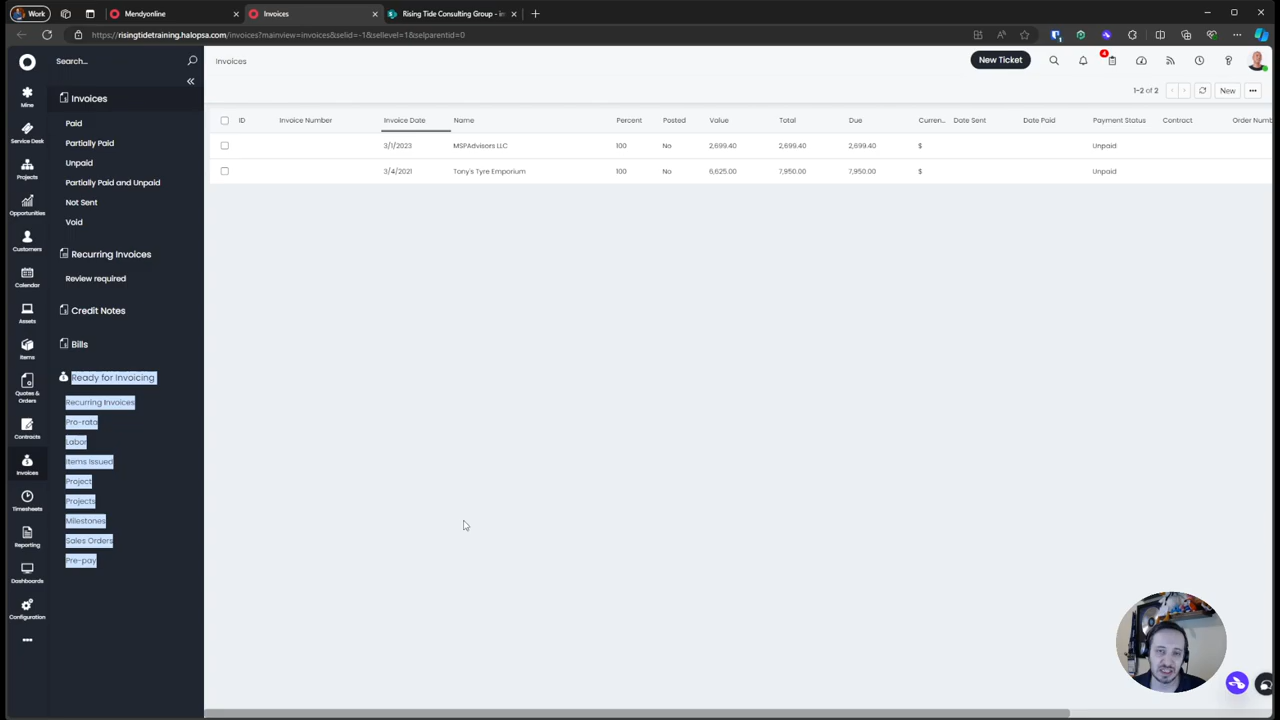 Work
Mendyonline
Invoices
Rising Tide Consulting Group - in
https://risingtidetraining.halopsa.com/invoices?mainview=invoices&selid=-1&sellevel=1&selparentid=0
Search...
Invoices
New Ticket
4
Mine
Service Desk
Projects
Opportunities
Customers
Calendar
Assets
Items
Quotes & Orders
Contracts
Invoices
Timesheets
Reporting
Dashboards
Configuration
Invoices
Paid
Partially Paid
Unpaid
Partially Paid and Unpaid
Not Sent
Void
Recurring Invoices
Review required
Credit Notes
Bills
Ready for Invoicing
Recurring Invoices
Pro-rata
Labor
Items Issued
Project
Projects
Milestones
Sales Orders
Pre-pay
1-2 of 2
New
ID Invoice Number Invoice Date Name Percent Posted Value Total Due Curren... Date Sent Date Paid Payment Status Contract Order Numb
3/1/2023 MSPAdvisors LLC 100 No 2,699.40 2,699.40 2,699.40 $ Unpaid
3/4/2021 Tony's Tyre Emporium 100 No 6,625.00 7,950.00 7,950.00 $ Unpaid